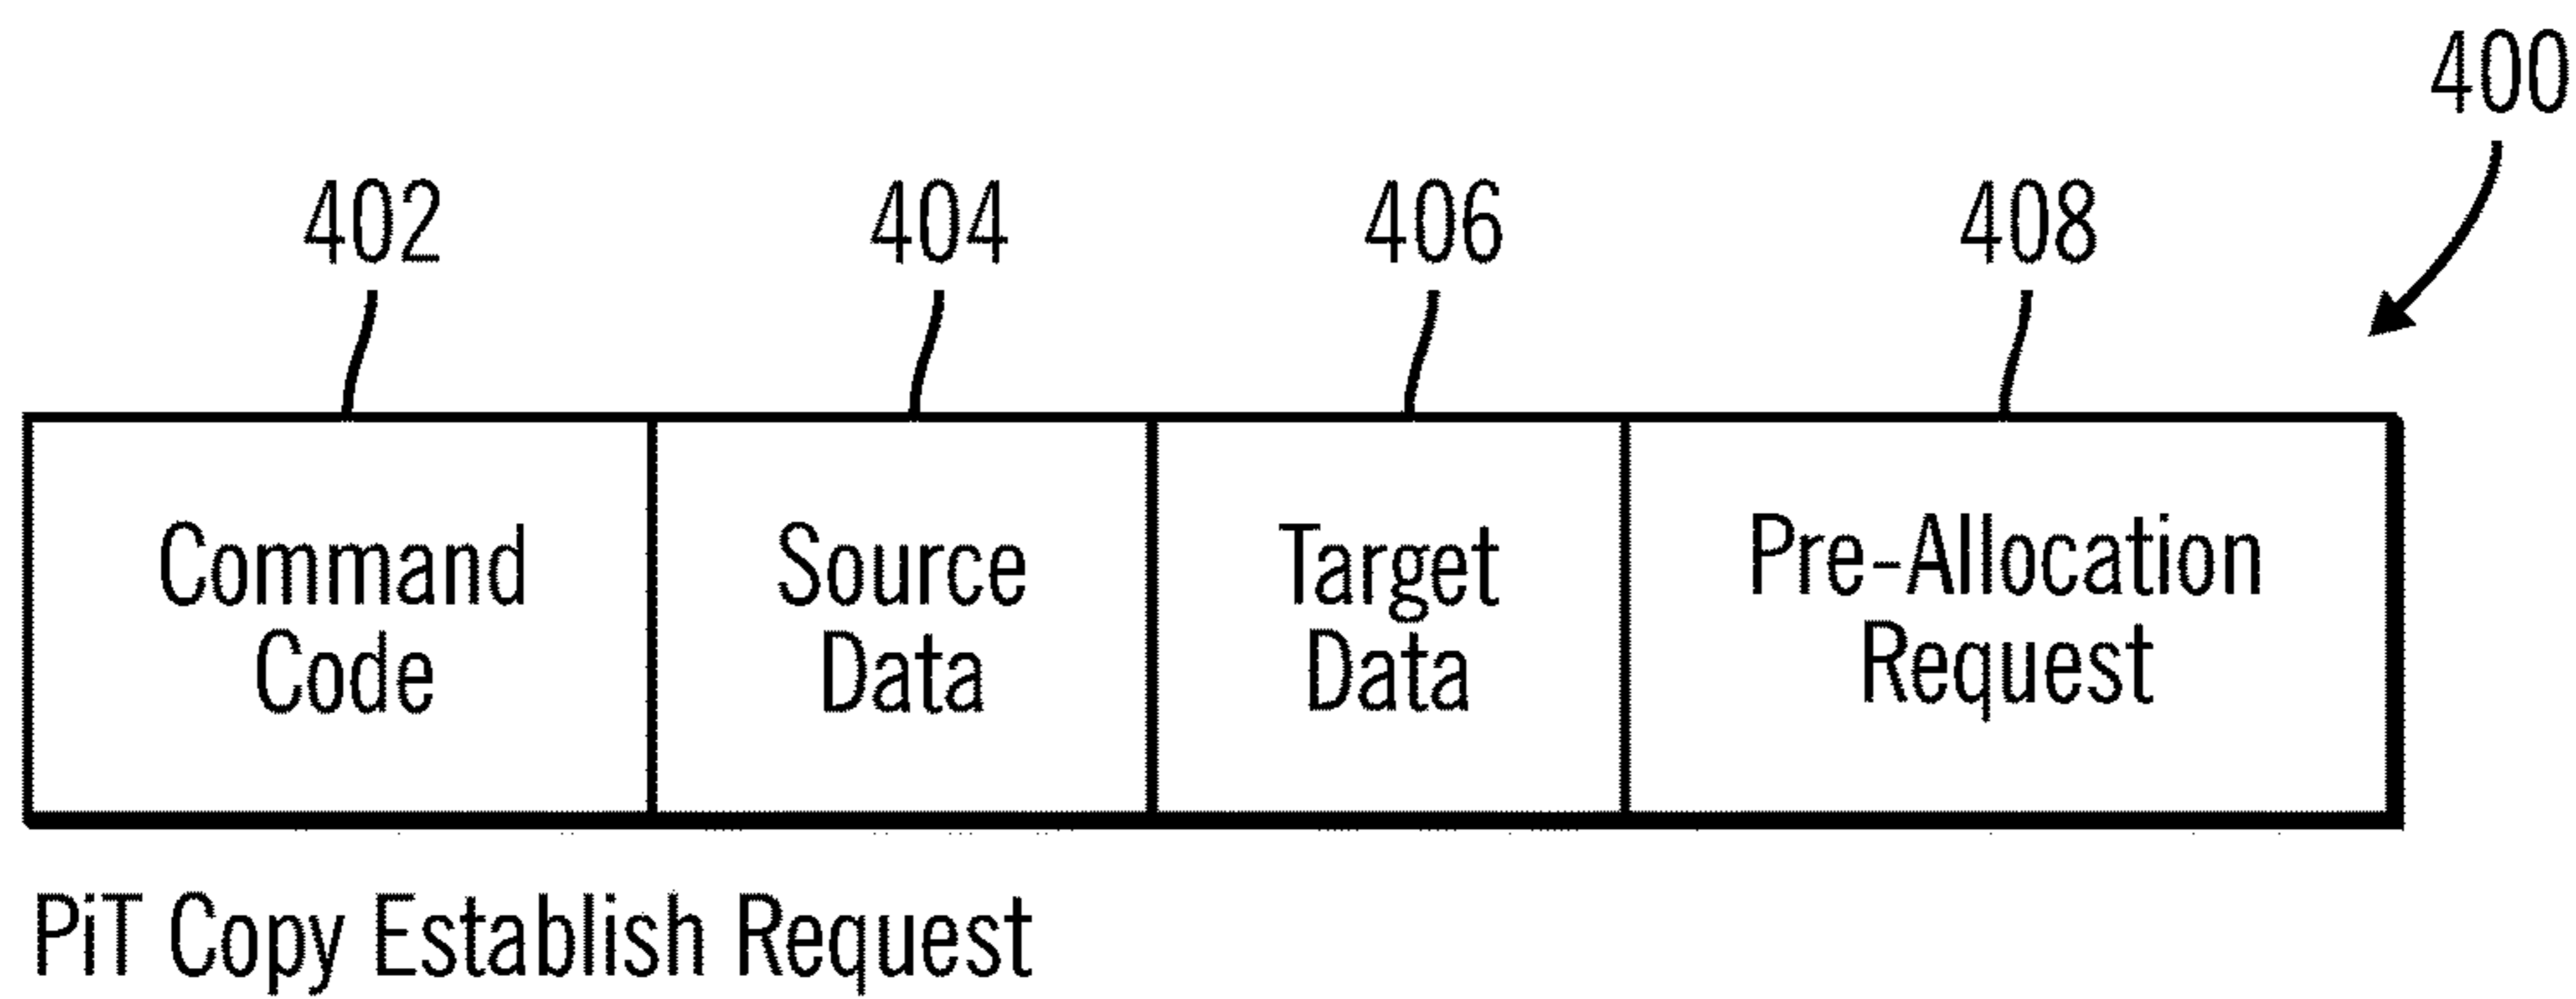 400
402 404 406 408
Command Source Target Pre-Allocation
Code Data Data Request
PiT Copy Establish Request